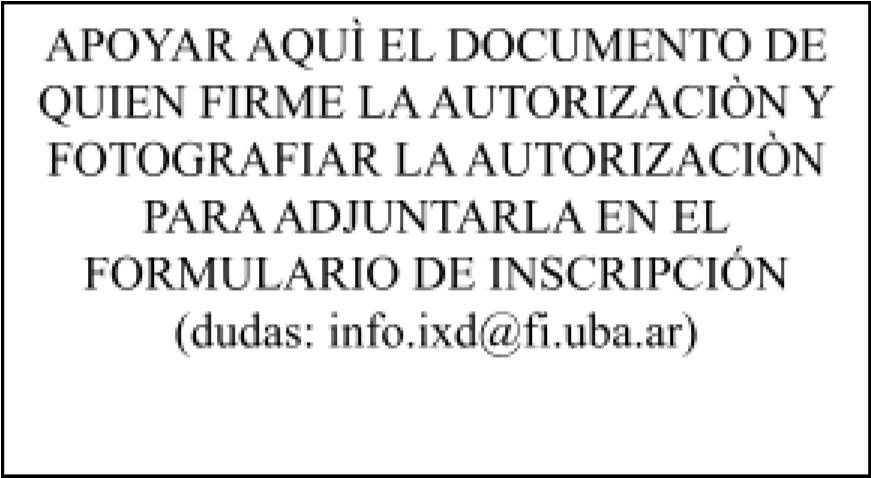 APOYAR AQUÌ EL DOCUMENTO DE
QUIEN FIRME LA AUTORIZACIÒN Y
FOTOGRAFIAR LA AUTORIZACIÒN
PARA ADJUNTARLA EN EL
FORMULARIO DE INSCRIPCIÓN
(dudas: info.ixd@fi.uba.ar)